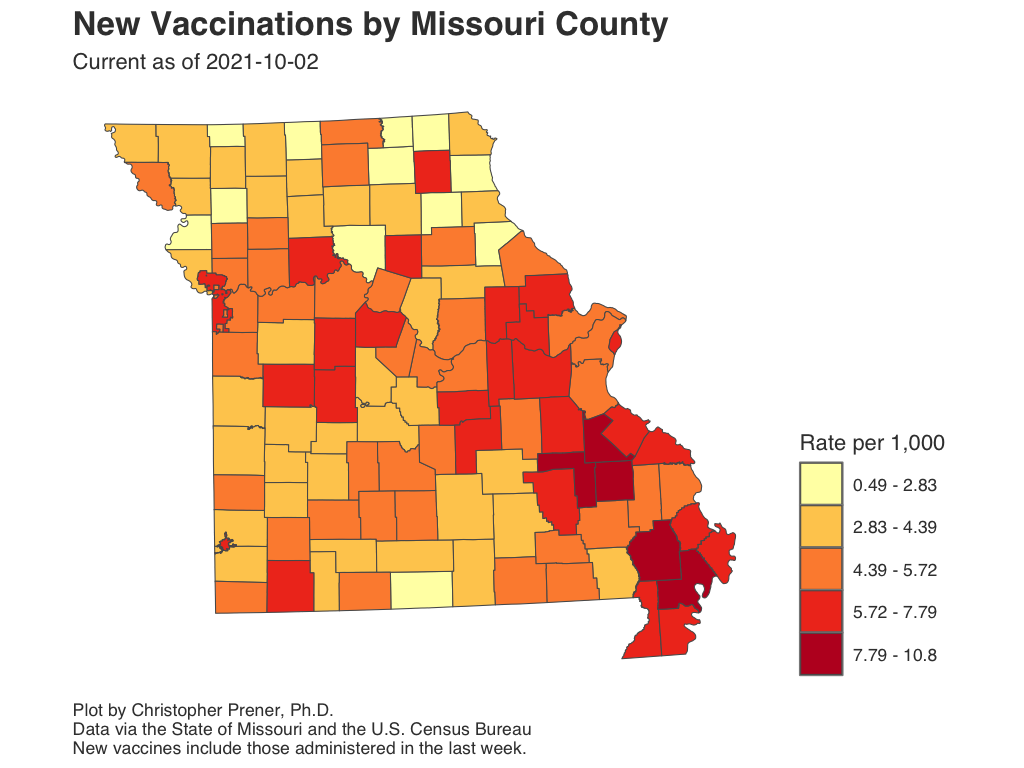 New Vaccinations by Missouri County
Current as of 2021-10-02
Rate per 1,000
0.49 - 2.83
2.83 - 4.39
4.39 - 5.72
5.72 - 7.79
7.79 - 10.8
Plot by Christopher Prener, Ph.D.
Data via the State of Missouri and the U.S. Census Bureau
New vaccines include those administered in the last week.